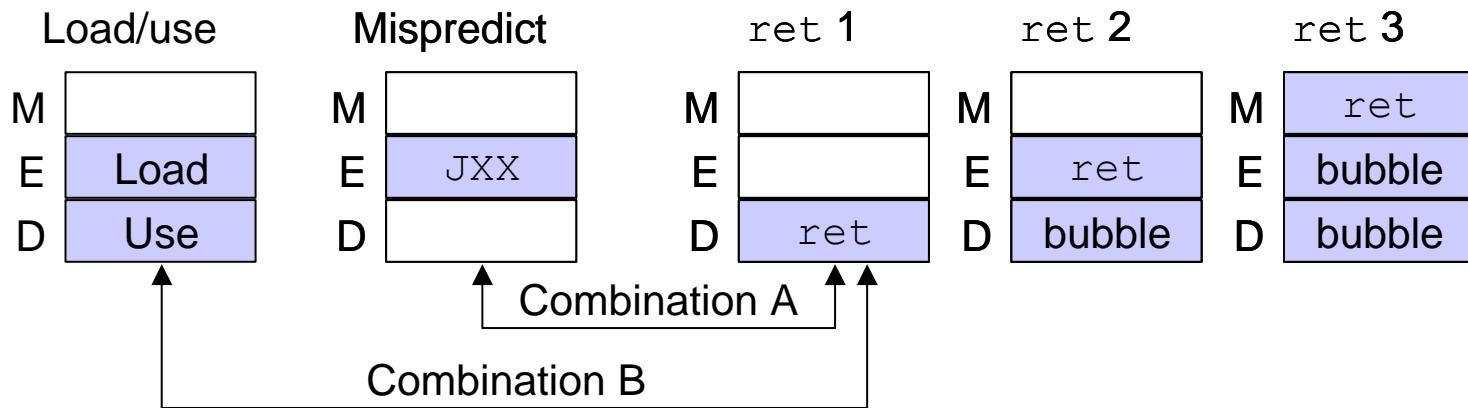 Load/use Mispredict ret 1 ret 2 ret 3
M M M M M ret
E Load E JXX E E ret E bubble
D Use D D ret D bubble D bubble
Combination A
Combination B